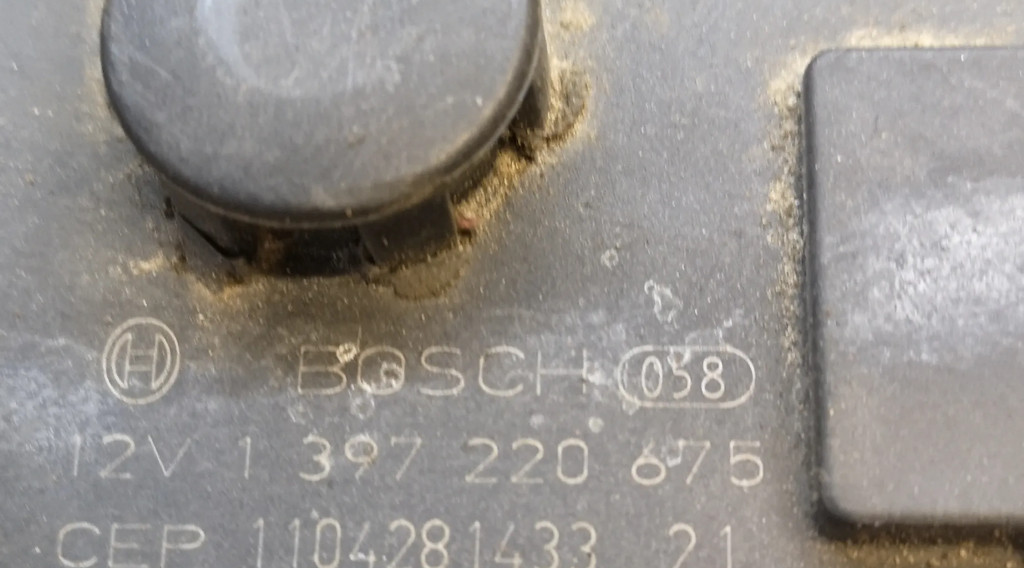 BOSCH 058
12V 1 397 220 675
CEP 1104281433 21